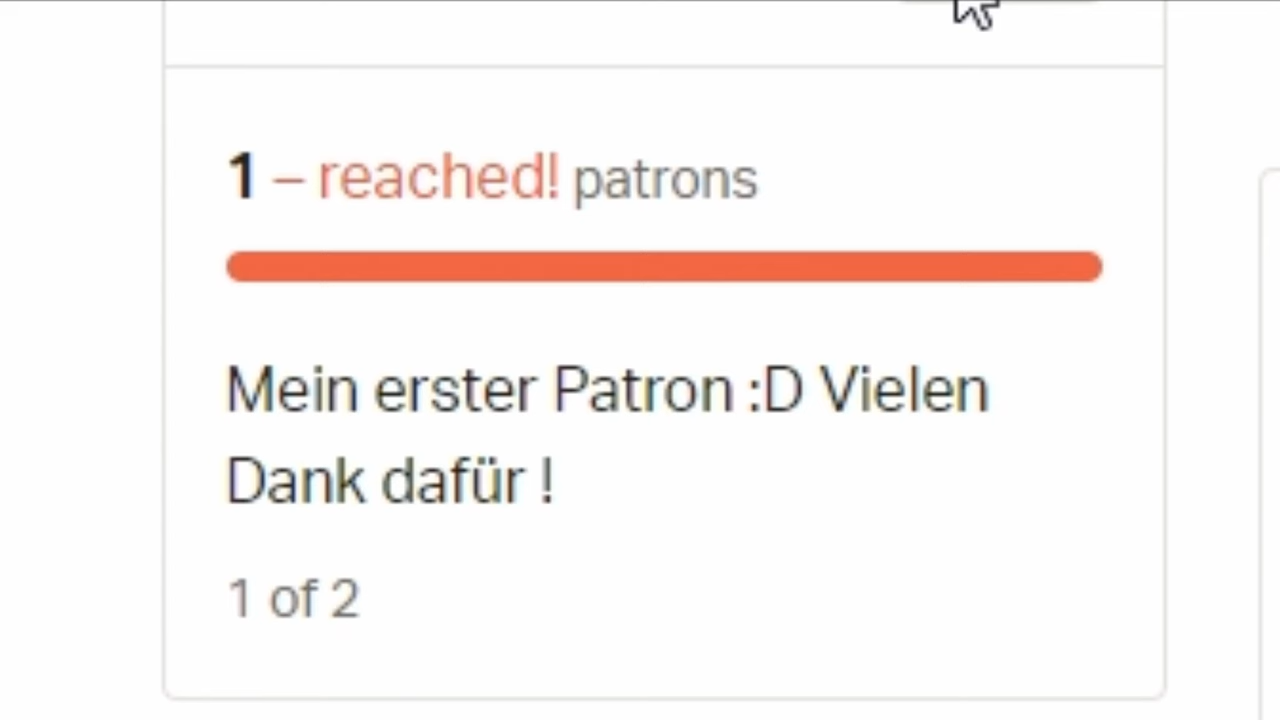 1 – reached! patrons
Mein erster Patron :D Vielen
Dank dafür !
1 of 2